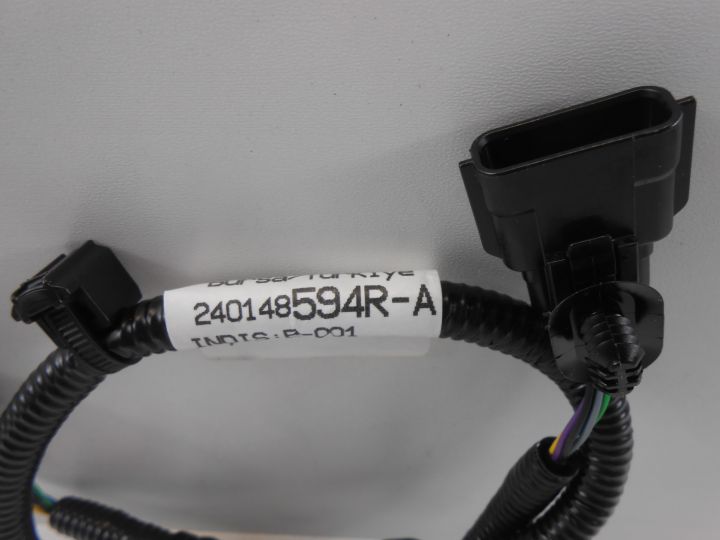 Bursa/Türkiye
240148594R-A
INDIS:B-001